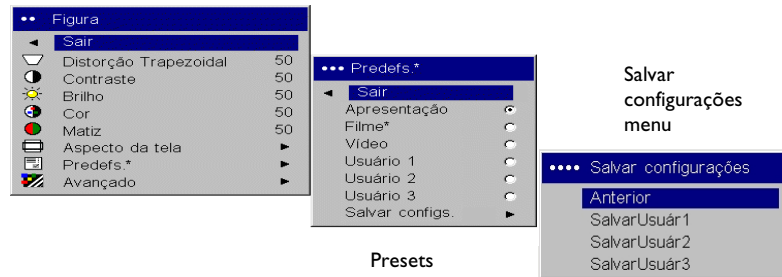 Figura
Sair
Distorção Trapezoidal 50
Contraste 50
Brilho 50
Cor 50
Matiz 50
Aspecto da tela
Predefs.*
Avançado
Predefs.*
Sair
Apresentação
Filme*
Vídeo
Usuário 1
Usuário 2
Usuário 3
Salvar configs.
Presets
Salvar
configurações
menu
Salvar configurações
Anterior
SalvarUsuár1
SalvarUsuár2
SalvarUsuár3